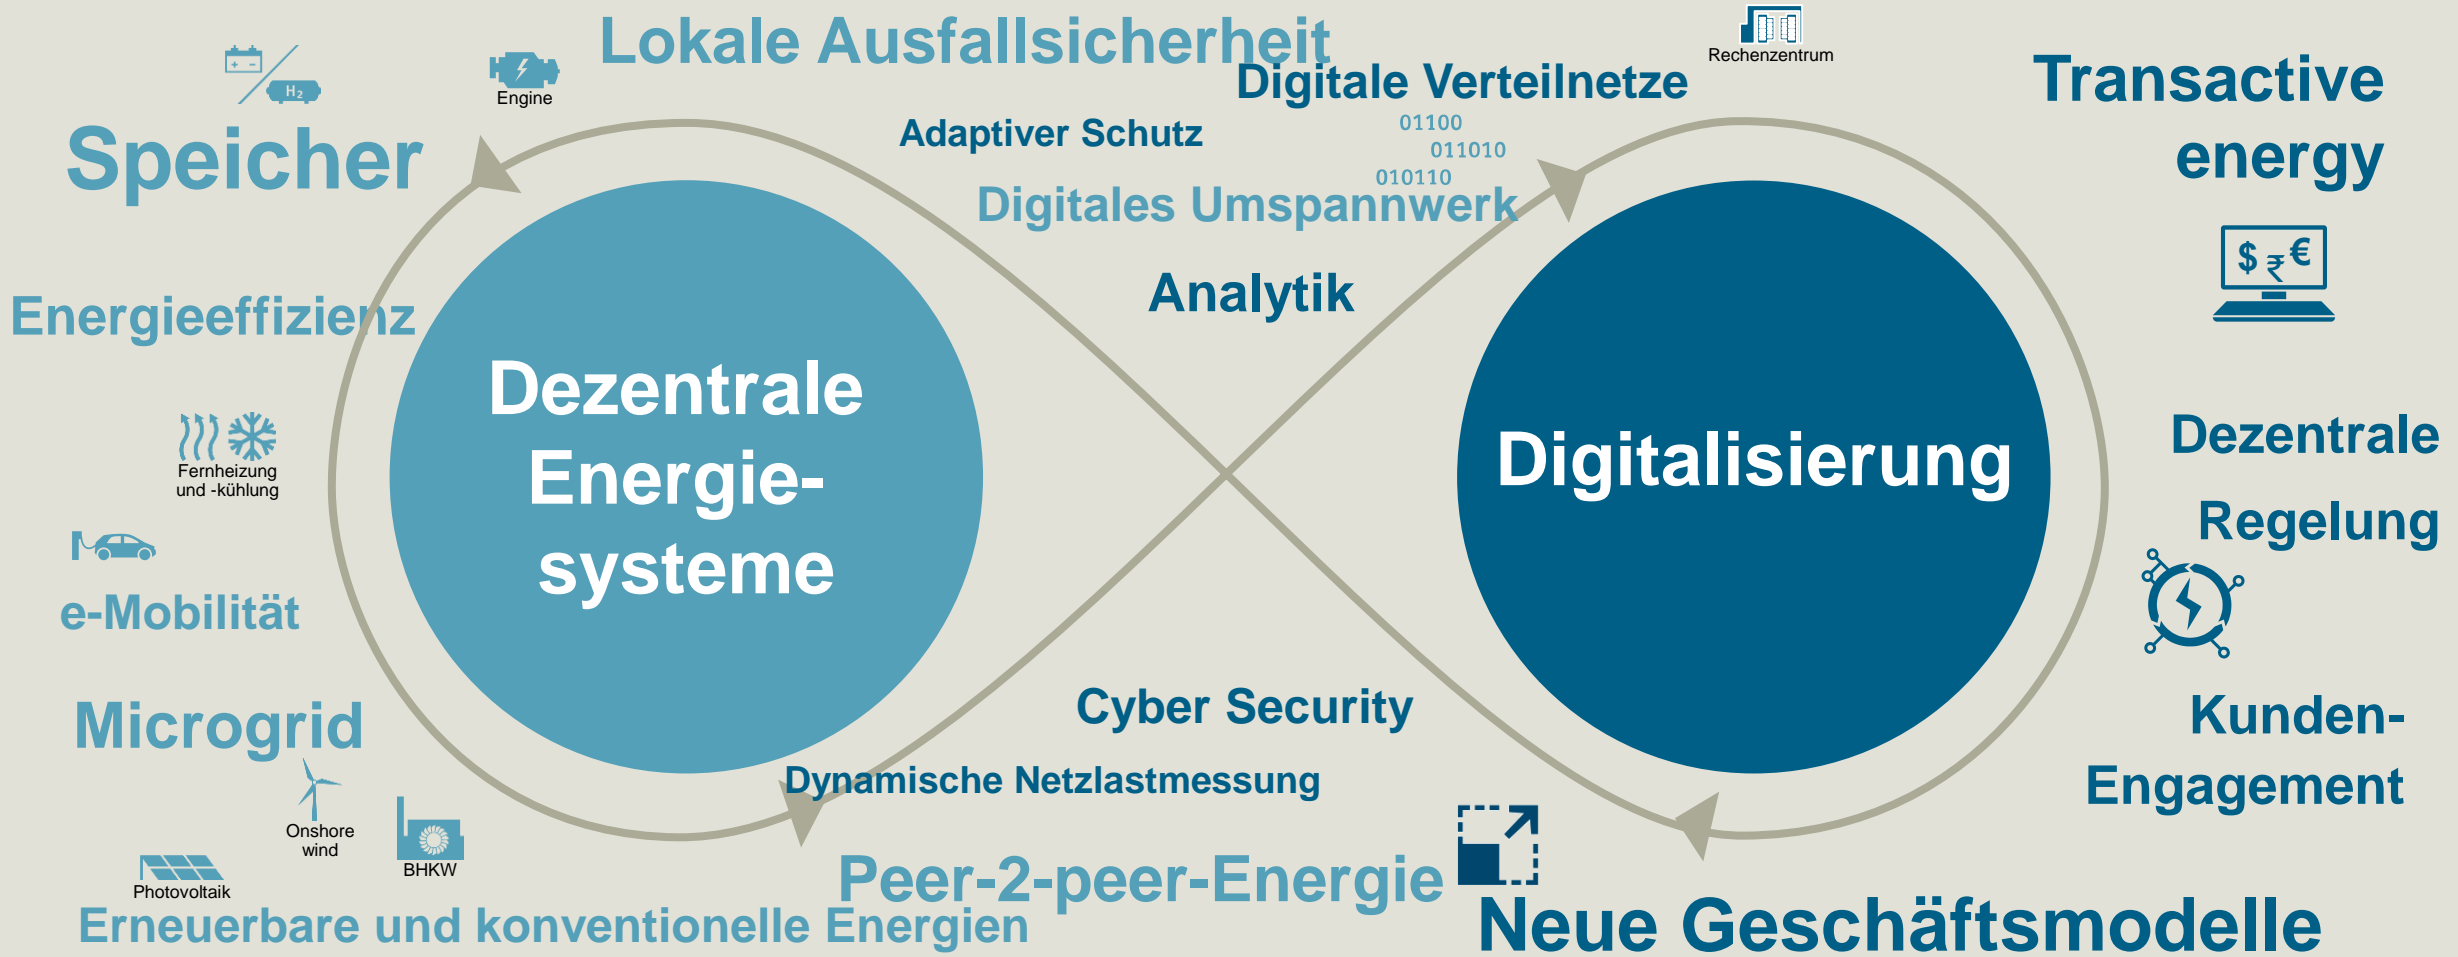 Lokale Ausfallsicherheit
Rechenzentrum
Digitale Verteilnetze
Transactive
energy
H2
Engine
Speicher
Adaptiver Schutz
01100
011010
010110
Digitales Umspannwerk
$ ₹ €
Analytik
Energieeffizienz
Dezentrale
Energie-
systeme
Digitalisierung
Dezentrale
Regelung
Fernheizung
und -kühlung
e-Mobilität
Microgrid
Cyber Security
Kunden-
Engagement
Dynamische Netzlastmessung
Onshore
wind
BHKW
Photovoltaik
Peer-2-peer-Energie
Erneuerbare und konventionelle Energien
Neue Geschäftsmodelle